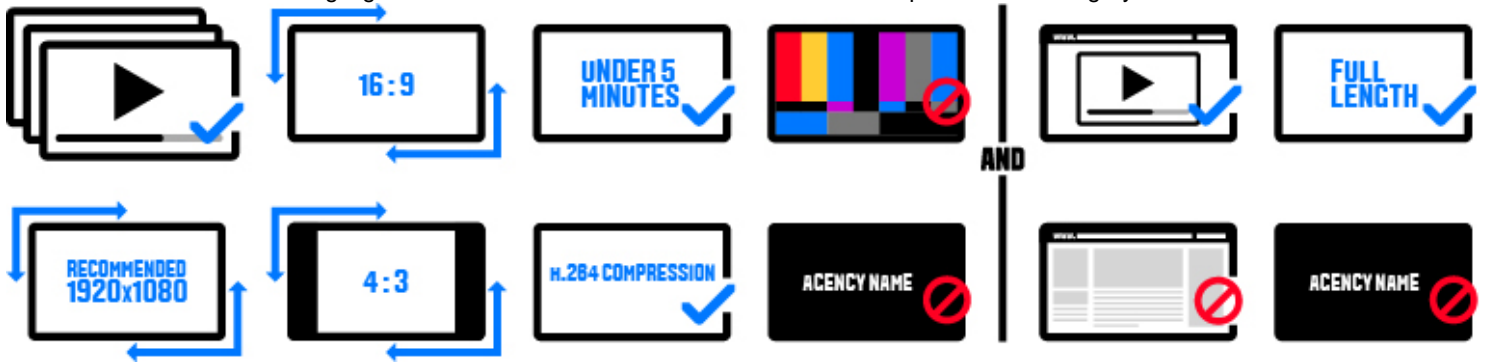 16:9
UNDER 5
MINUTES
FULL
LENGTH
AND
RECOMMENDED
1920x1080
4:3
H.264 COMPRESSION
AGENCY NAME
AGENCY NAME